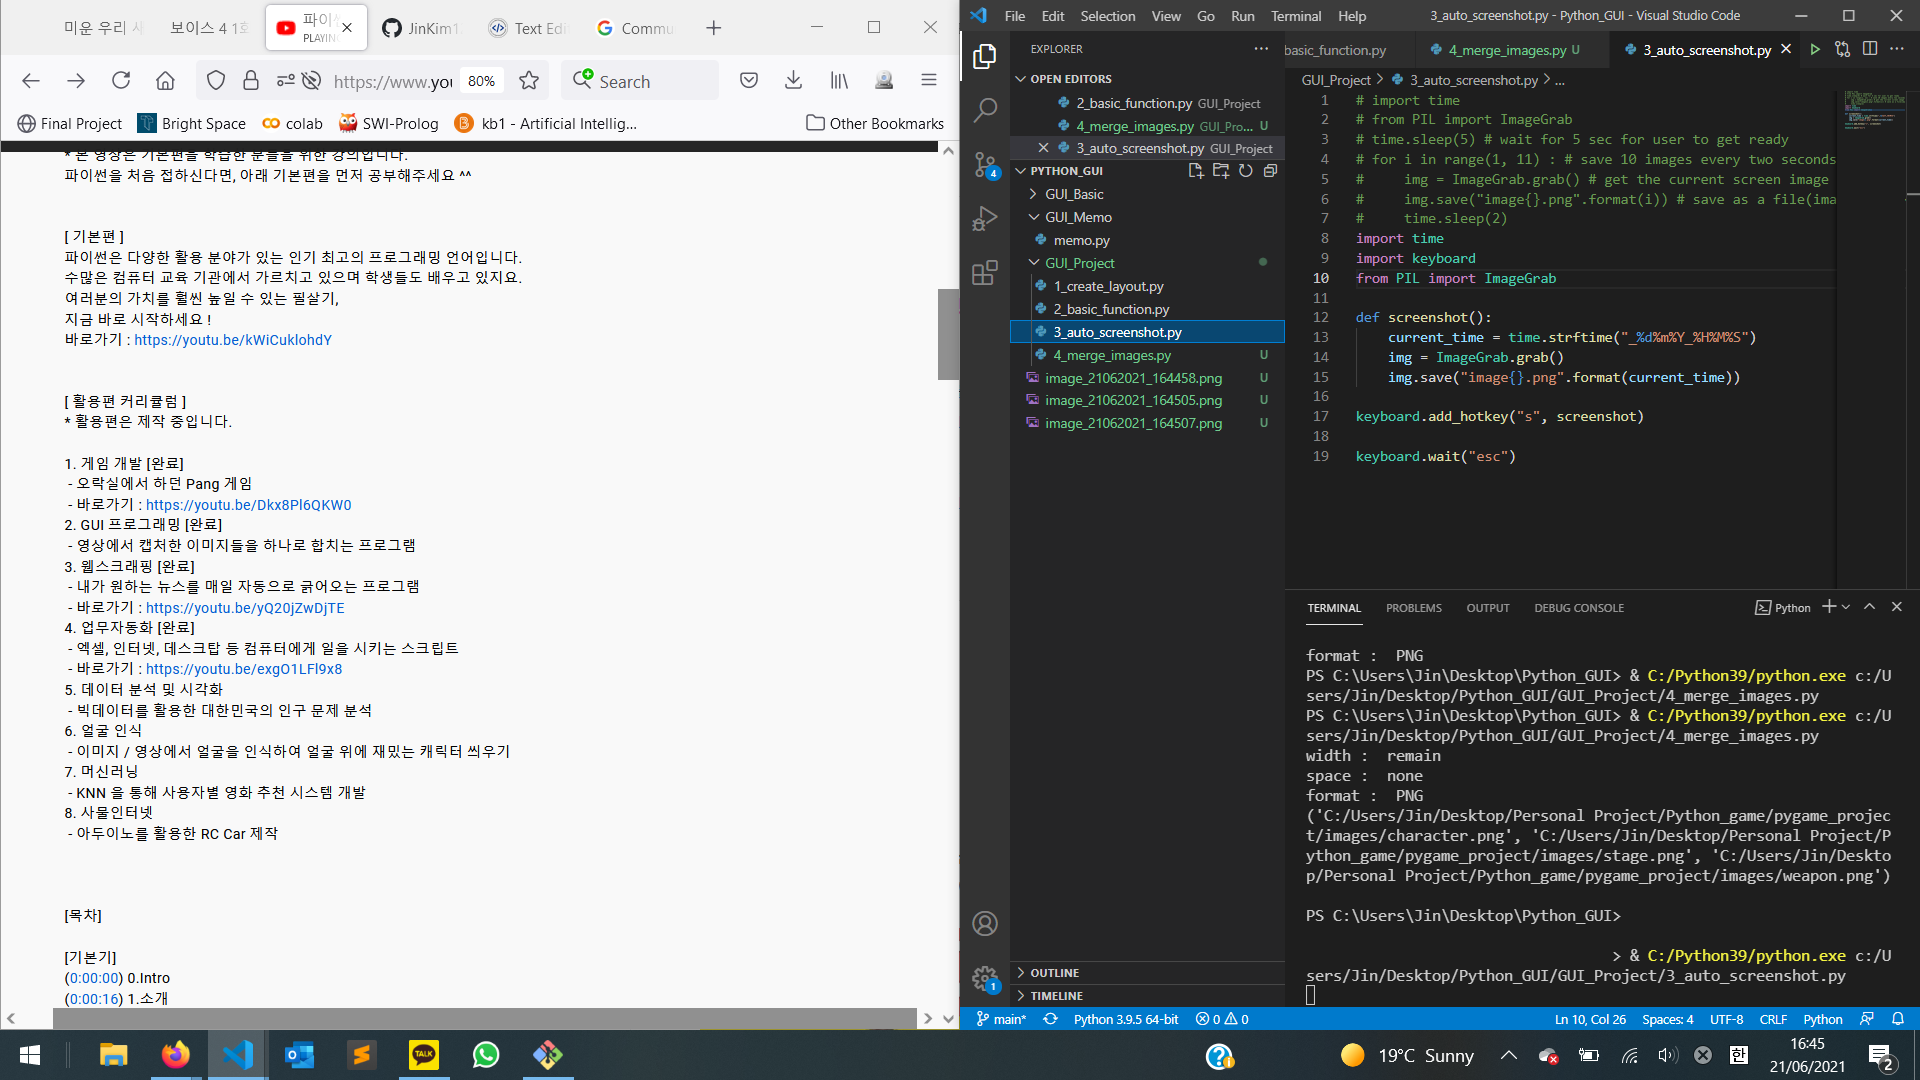 미운 우리 새
보이스 4 1회
파이썬
PLAYING
JinKim1
Text Edi
Commu
https://www.you
80%
Search
Final Project
Bright Space
colab
SWI-Prolog
kb1 - Artificial Intellig...
Other Bookmarks
* 본 영상은 기본편을 학습한 분들을 위한 강의입니다.
파이썬을 처음 접하신다면, 아래 기본편을 먼저 공부해주세요 ^^
[ 기본편 ]
파이썬은 다양한 활용 분야가 있는 인기 최고의 프로그래밍 언어입니다.
수많은 컴퓨터 교육 기관에서 가르치고 있으며 학생들도 배우고 있지요.
여러분의 가치를 훨씬 높일 수 있는 필살기,
지금 바로 시작하세요 !
바로가기 : https://youtu.be/kWiCuklohdY
[ 활용편 커리큘럼 ]
* 활용편은 제작 중입니다.
1. 게임 개발 [완료]
- 오락실에서 하던 Pang 게임
- 바로가기 : https://youtu.be/Dkx8Pl6QKW0
2. GUI 프로그래밍 [완료]
- 영상에서 캡처한 이미지들을 하나로 합치는 프로그램
3. 웹스크래핑 [완료]
- 내가 원하는 뉴스를 매일 자동으로 긁어오는 프로그램
- 바로가기 : https://youtu.be/yQ20jZwDjTE
4. 업무자동화 [완료]
- 엑셀, 인터넷, 데스크탑 등 컴퓨터에게 일을 시키는 스크립트
- 바로가기 : https://youtu.be/exgO1LFl9x8
5. 데이터 분석 및 시각화
- 빅데이터를 활용한 대한민국의 인구 문제 분석
6. 얼굴 인식
- 이미지 / 영상에서 얼굴을 인식하여 얼굴 위에 재밌는 캐릭터 씌우기
7. 머신러닝
- KNN 을 통해 사용자별 영화 추천 시스템 개발
8. 사물인터넷
- 아두이노를 활용한 RC Car 제작
[목차]
[기본기]
(0:00:00) 0.Intro
(0:00:16) 1.소개
File Edit Selection View Go Run Terminal Help
3_auto_screenshot.py - Python_GUI - Visual Studio Code
EXPLORER
OPEN EDITORS
2_basic_function.py GUI_Project
4_merge_images.py GUI_Pro... U
3_auto_screenshot.py GUI_Project
PYTHON_GUI
GUI_Basic
GUI_Memo
memo.py
GUI_Project
1_create_layout.py
2_basic_function.py
3_auto_screenshot.py
4_merge_images.py U
image_21062021_164458.png U
image_21062021_164505.png U
image_21062021_164507.png U
OUTLINE
TIMELINE
4
1
basic_function.py
4_merge_images.py U
3_auto_screenshot.py
GUI_Project > 3_auto_screenshot.py > ...
1 # import time
2 # from PIL import ImageGrab
3 # time.sleep(5) # wait for 5 sec for user to get ready
4 # for i in range(1, 11) : # save 10 images every two seconds
5 #     img = ImageGrab.grab() # get the current screen image
6 #     img.save("image{}.png".format(i)) # save as a file(ima
7 #     time.sleep(2)
8 import time
9 import keyboard
10 from PIL import ImageGrab
11
12 def screenshot():
13     current_time = time.strftime("_%d%m%Y_%H%M%S")
14     img = ImageGrab.grab()
15     img.save("image{}.png".format(current_time))
16
17 keyboard.add_hotkey("s", screenshot)
18
19 keyboard.wait("esc")
TERMINAL PROBLEMS OUTPUT DEBUG CONSOLE
Python
format :  PNG
PS C:\Users\Jin\Desktop\Python_GUI> & C:/Python39/python.exe c:/U
sers/Jin/Desktop/Python_GUI/GUI_Project/4_merge_images.py
PS C:\Users\Jin\Desktop\Python_GUI> & C:/Python39/python.exe c:/U
sers/Jin/Desktop/Python_GUI/GUI_Project/4_merge_images.py
width :  remain
space :  none
format :  PNG
('C:/Users/Jin/Desktop/Personal Project/Python_game/pygame_projec
t/images/character.png', 'C:/Users/Jin/Desktop/Personal Project/P
ython_game/pygame_project/images/stage.png', 'C:/Users/Jin/Deskto
p/Personal Project/Python_game/pygame_project/images/weapon.png')
PS C:\Users\Jin\Desktop\Python_GUI>
> & C:/Python39/python.exe c:/U
sers/Jin/Desktop/Python_GUI/GUI_Project/3_auto_screenshot.py
main*
Python 3.9.5 64-bit
0
0
Ln 10, Col 26
Spaces: 4
UTF-8
CRLF
Python
TALK
19°C Sunny
한
16:45
21/06/2021
2